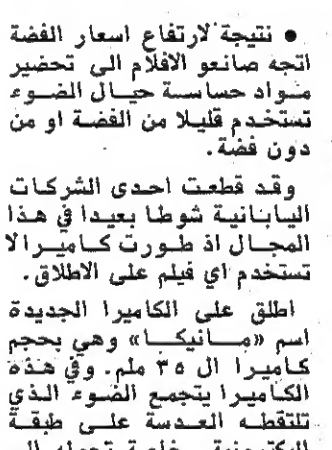 • نتيجة لارتفاع اسعار الفضة
اتجه صانعو الافلام الى تحضير
مواد حساسة حيال الضوء
تستخدم قليلا من الفضة او من
دون فضة.
وقد قطعت احدى الشركات
اليابانية شوطا بعيدا في هذا
المجال اذ طورت كاميرا لا
تستخدم اي فيلم على الاطلاق.
اطلق على الكاميرا الجديدة
اسم «مانيكا» وهي بحجم
كاميرا ال ٣٥ ملم. وفي هذه
الكاميرا يتجمع الضوء الذي
تلتقطه العدسة على طبقة
خاصة